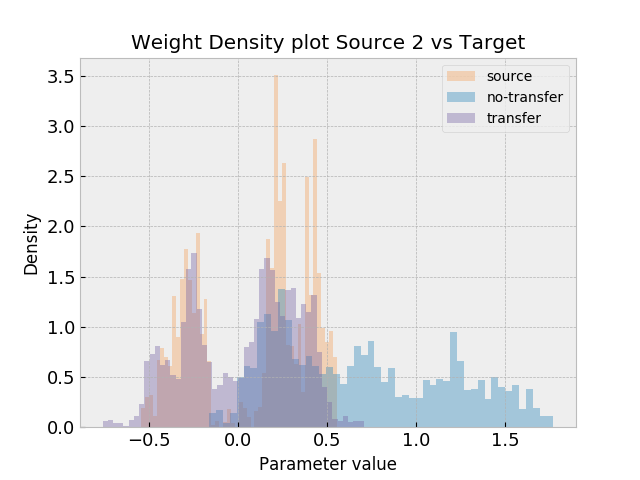 Weight Density plot Source 2 vs Target
source
no-transfer
transfer
3.5
3.0
2.5
2.0
1.5
1.0
0.5
0.0
Density
−0.5 0.0 0.5 1.0 1.5
Parameter value